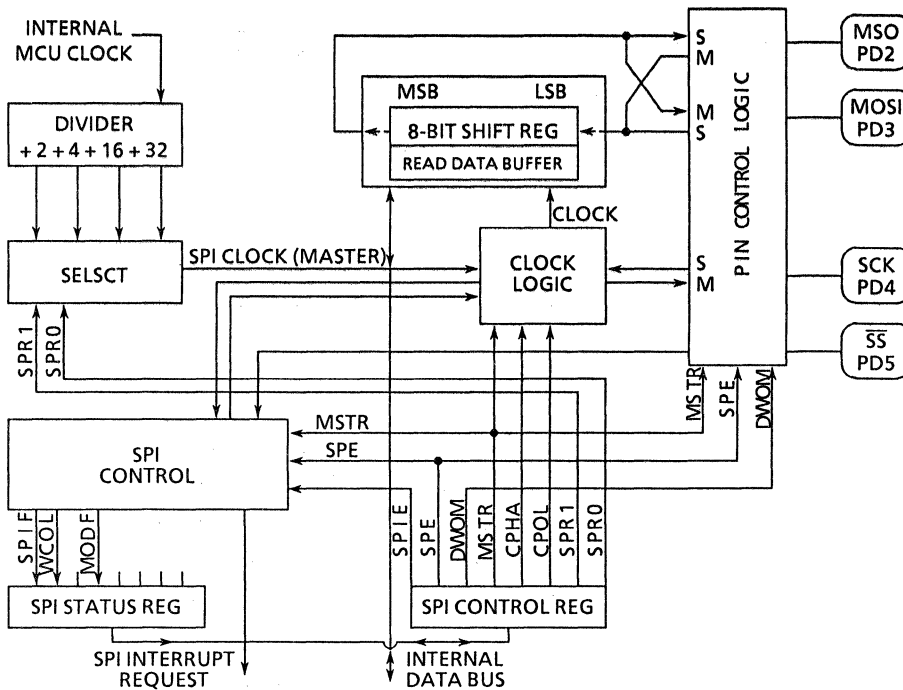 INTERNAL
MCU CLOCK
DIVIDER
+ 2 + 4 + 16 + 32
SELSCT
SPR1
SPR0
SPI CLOCK (MASTER)
MSB
LSB
8-BIT SHIFT REG
READ DATA BUFFER
CLOCK
CLOCK
LOGIC
S
M
M
S
S
M
PIN CONTROL LOGIC
MSO
PD2
MOSI
PD3
SCK
PD4
SS
PD5
MSTR
SPE
DWOM
MSTR
SPE
SPI
CONTROL
SPIF
WCOL
MODF
SPI STATUS REG
SPIE
SPE
DWOM
MSTR
CPHA
CPOL
SPR1
SPR0
SPI CONTROL REG
SPI INTERRUPT
REQUEST
INTERNAL
DATA BUS